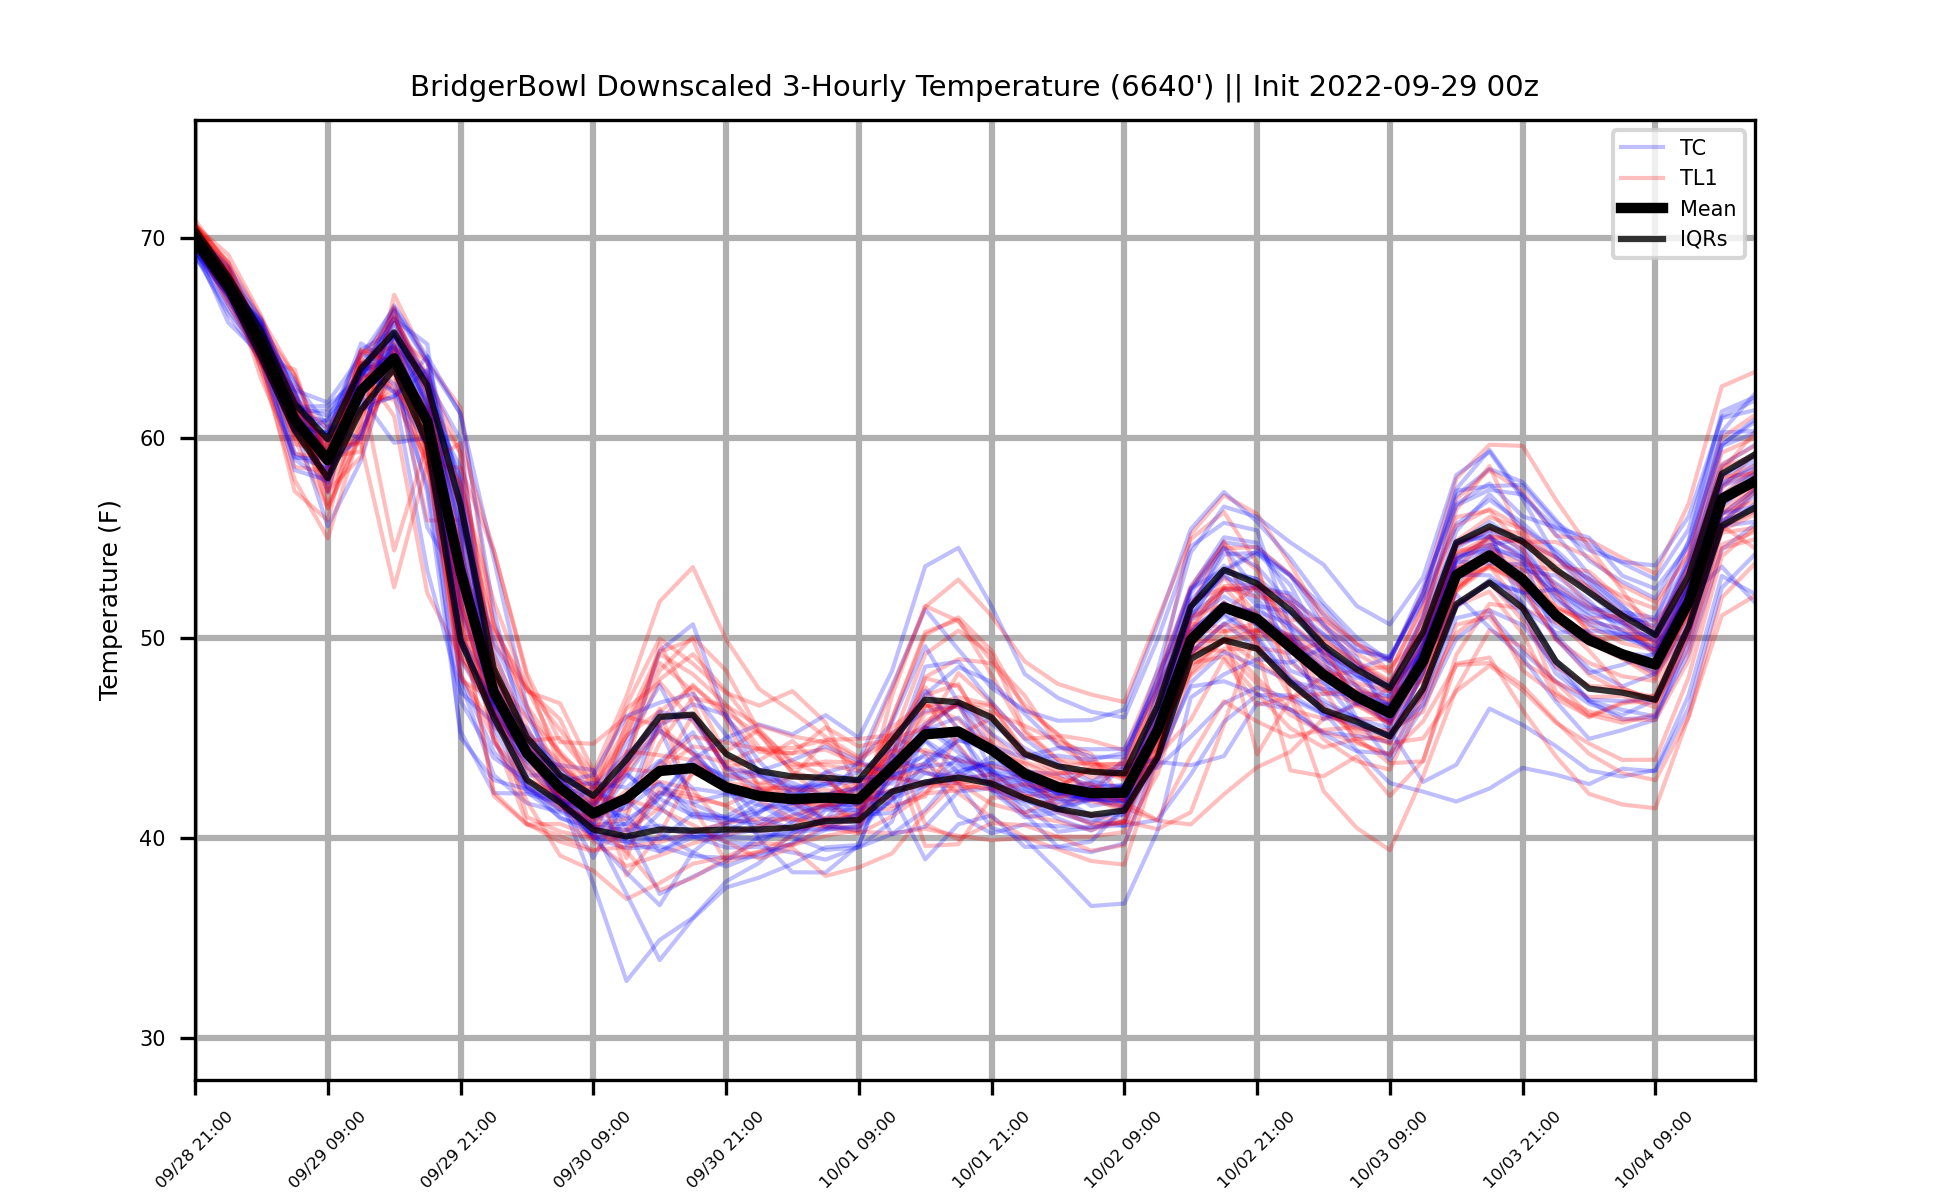 BridgerBowl Downscaled 3-Hourly Temperature (6640') || Init 2022-09-29 00z
TC
TL1
Mean
IQRs
Temperature (F)
70
60
50
40
30
09/28 21:00
09/29 09:00
09/29 21:00
09/30 09:00
09/30 21:00
10/01 09:00
10/01 21:00
10/02 09:00
10/02 21:00
10/03 09:00
10/03 21:00
10/04 09:00